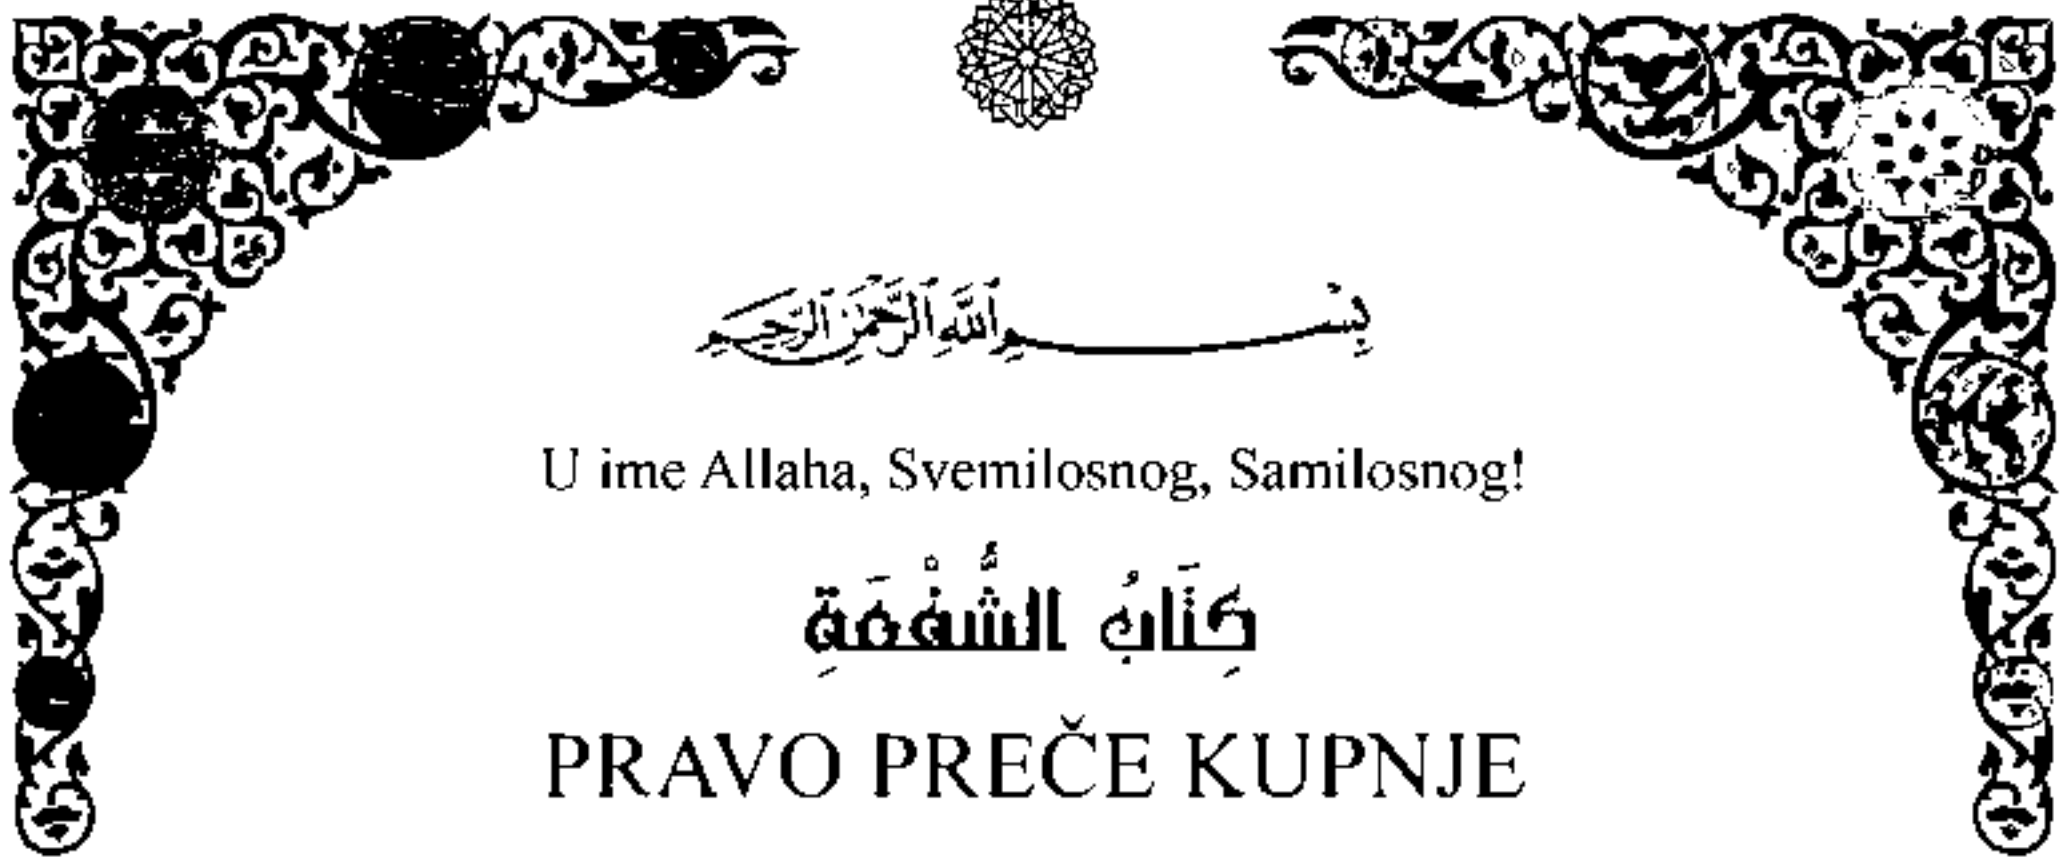 بِسْمِ اللَّهِ الرَّحْمَٰنِ الرَّحِيمِ
U ime Allaha, Svemilosnog, Samilosnog!
كِتَابُ الشُّفْعَةِ
PRAVO PREČE KUPNJE